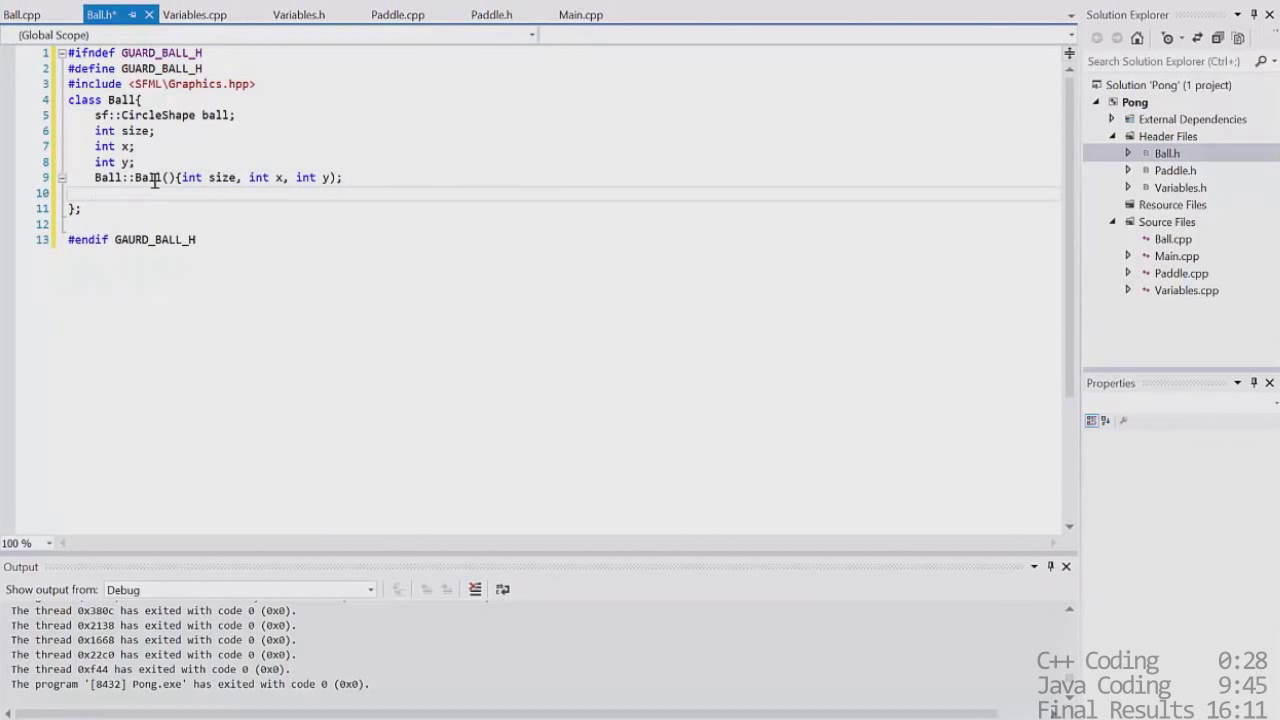 Ball.cpp Ball.h* Variables.cpp Variables.h Paddle.cpp Paddle.h Main.cpp
(Global Scope)
1 #ifndef GUARD_BALL_H
2 #define GUARD_BALL_H
3 #include <SFML\Graphics.hpp>
4 class Ball{
5 sf::CircleShape ball;
6 int size;
7 int x;
8 int y;
9 Ball::Ball(){int size, int x, int y);
10
11 };
12
13 #endif GAURD_BALL_H
100 %
Output
Show output from: Debug
The thread 0x380c has exited with code 0 (0x0).
The thread 0x2138 has exited with code 0 (0x0).
The thread 0x1668 has exited with code 0 (0x0).
The thread 0x22c0 has exited with code 0 (0x0).
The thread 0xf44 has exited with code 0 (0x0).
The program '[8432] Pong.exe' has exited with code 0 (0x0).
Solution Explorer
Search Solution Explorer (Ctrl+;)
Solution 'Pong' (1 project)
Pong
External Dependencies
Header Files
Ball.h
Paddle.h
Variables.h
Resource Files
Source Files
Ball.cpp
Main.cpp
Paddle.cpp
Variables.cpp
Properties
C++ Coding 0:28
Java Coding 9:45
Final Results 16:11